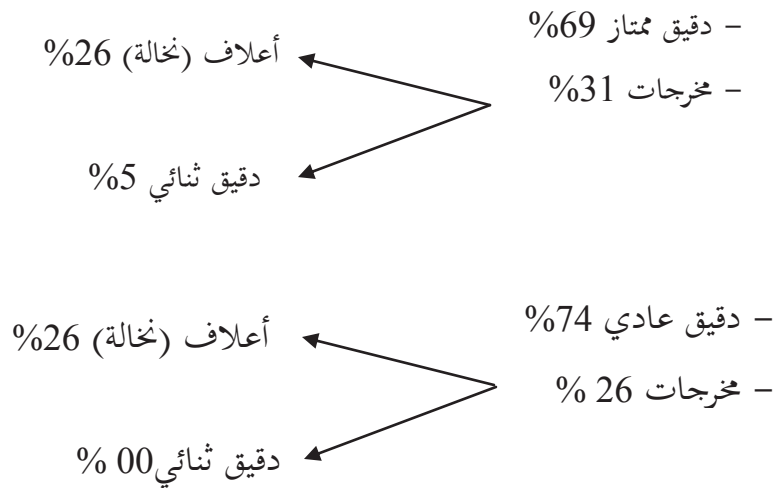 – دقيق ممتاز 69%
أعلاف (نخالة) 26%
– مخرجات 31%
دقيق ثنائي 5%
– دقيق عادي 74%
أعلاف (نخالة) 26%
– مخرجات 26 %
دقيق ثنائي00 %